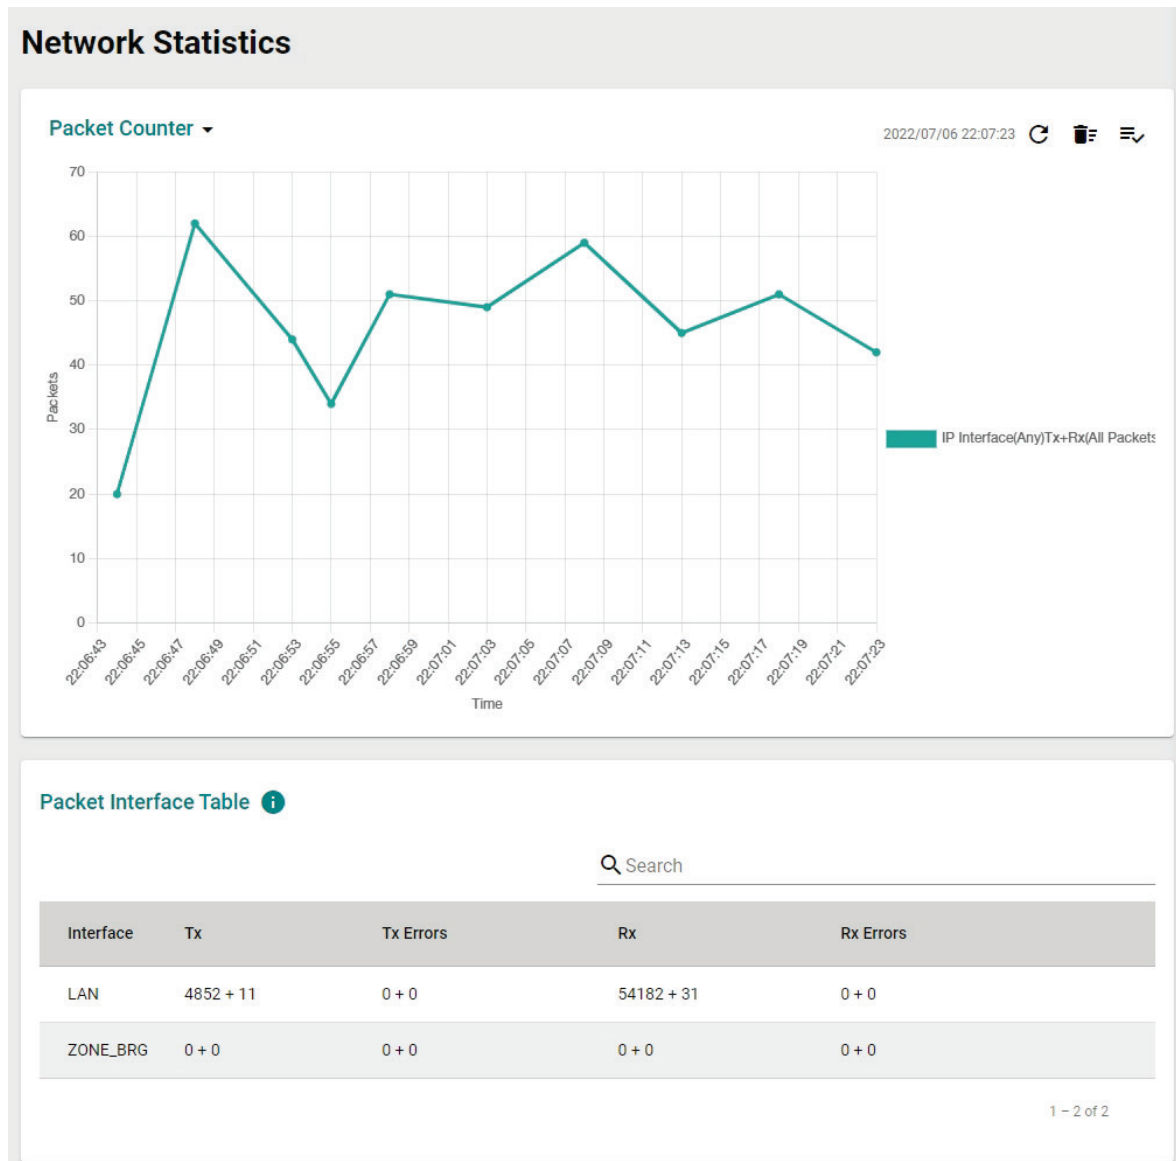 Network Statistics
Packet Counter
2022/07/06 22:07:23
70
60
50
40
30
20
10
0
Packets
22:06:43
22:06:45
22:06:47
22:06:49
22:06:51
22:06:53
22:06:55
22:06:57
22:06:59
22:07:01
22:07:03
22:07:05
22:07:07
22:07:09
22:07:11
22:07:13
22:07:15
22:07:17
22:07:19
22:07:21
22:07:23
Time
IP Interface(Any)Tx+Rx(All Packets
Packet Interface Table
Search
Interface Tx Tx Errors Rx Rx Errors
LAN 4852 + 11 0 + 0 54182 + 31 0 + 0
ZONE_BRG 0 + 0 0 + 0 0 + 0 0 + 0
1 – 2 of 2